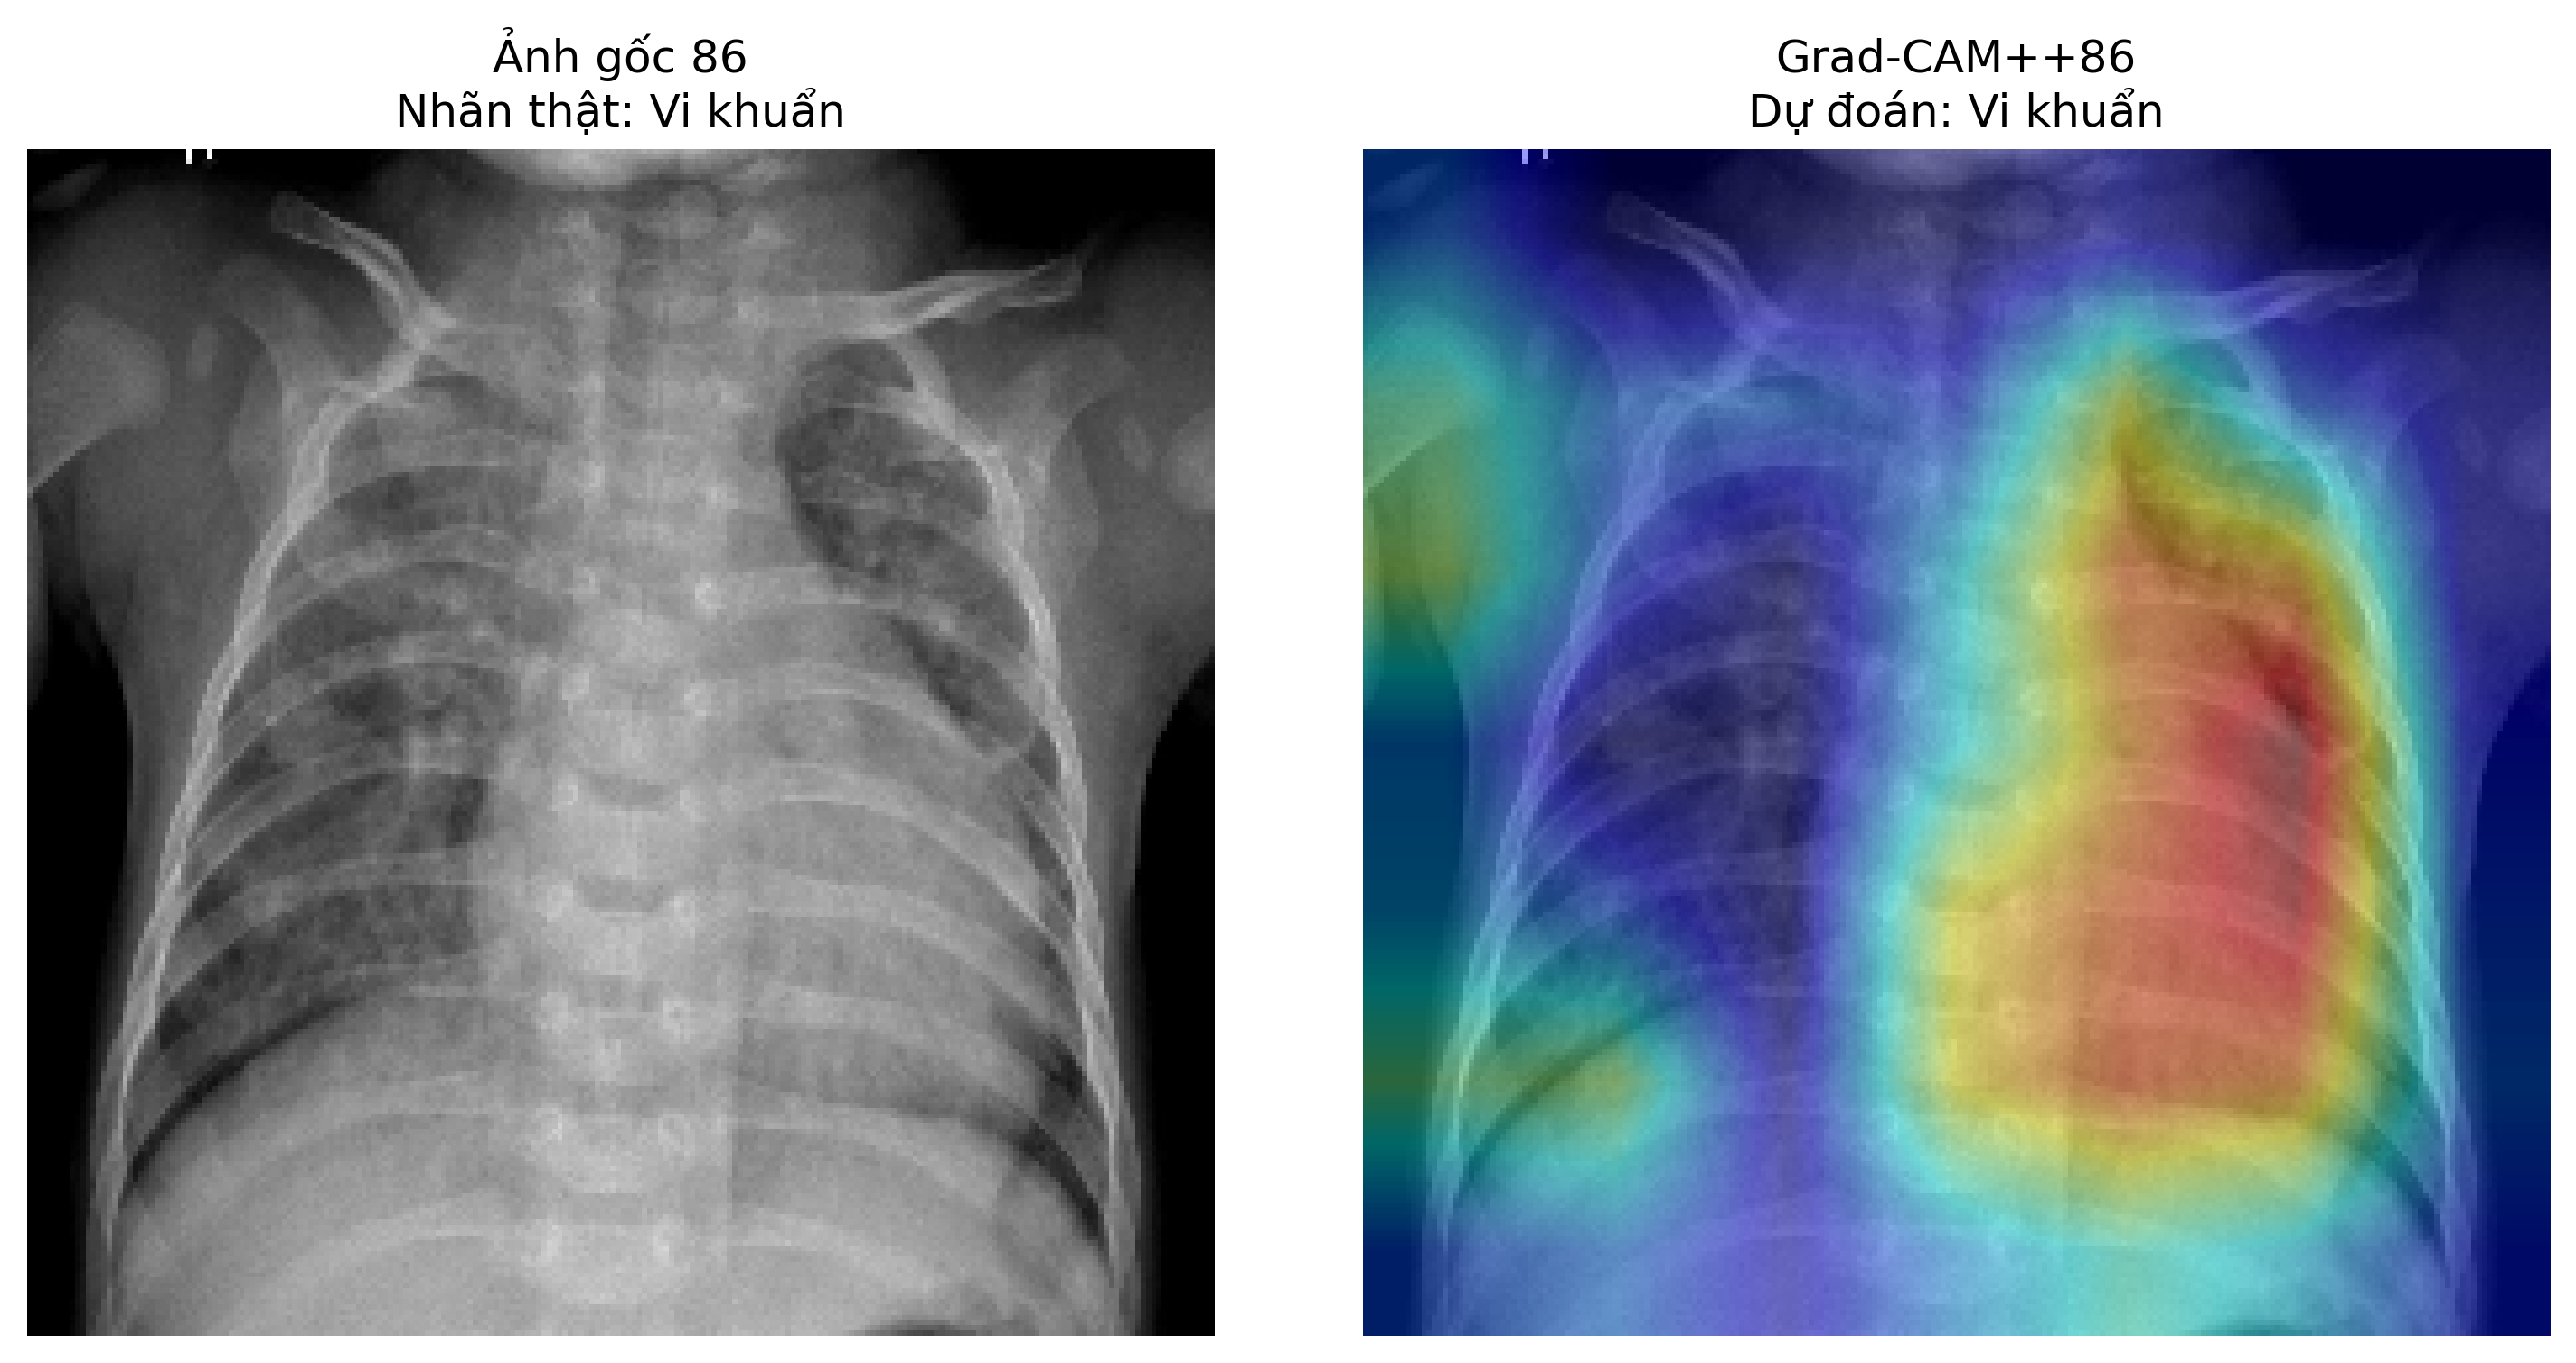 Ảnh gốc 86
Nhãn thật: Vi khuẩn
Grad-CAM++86
Dự đoán: Vi khuẩn